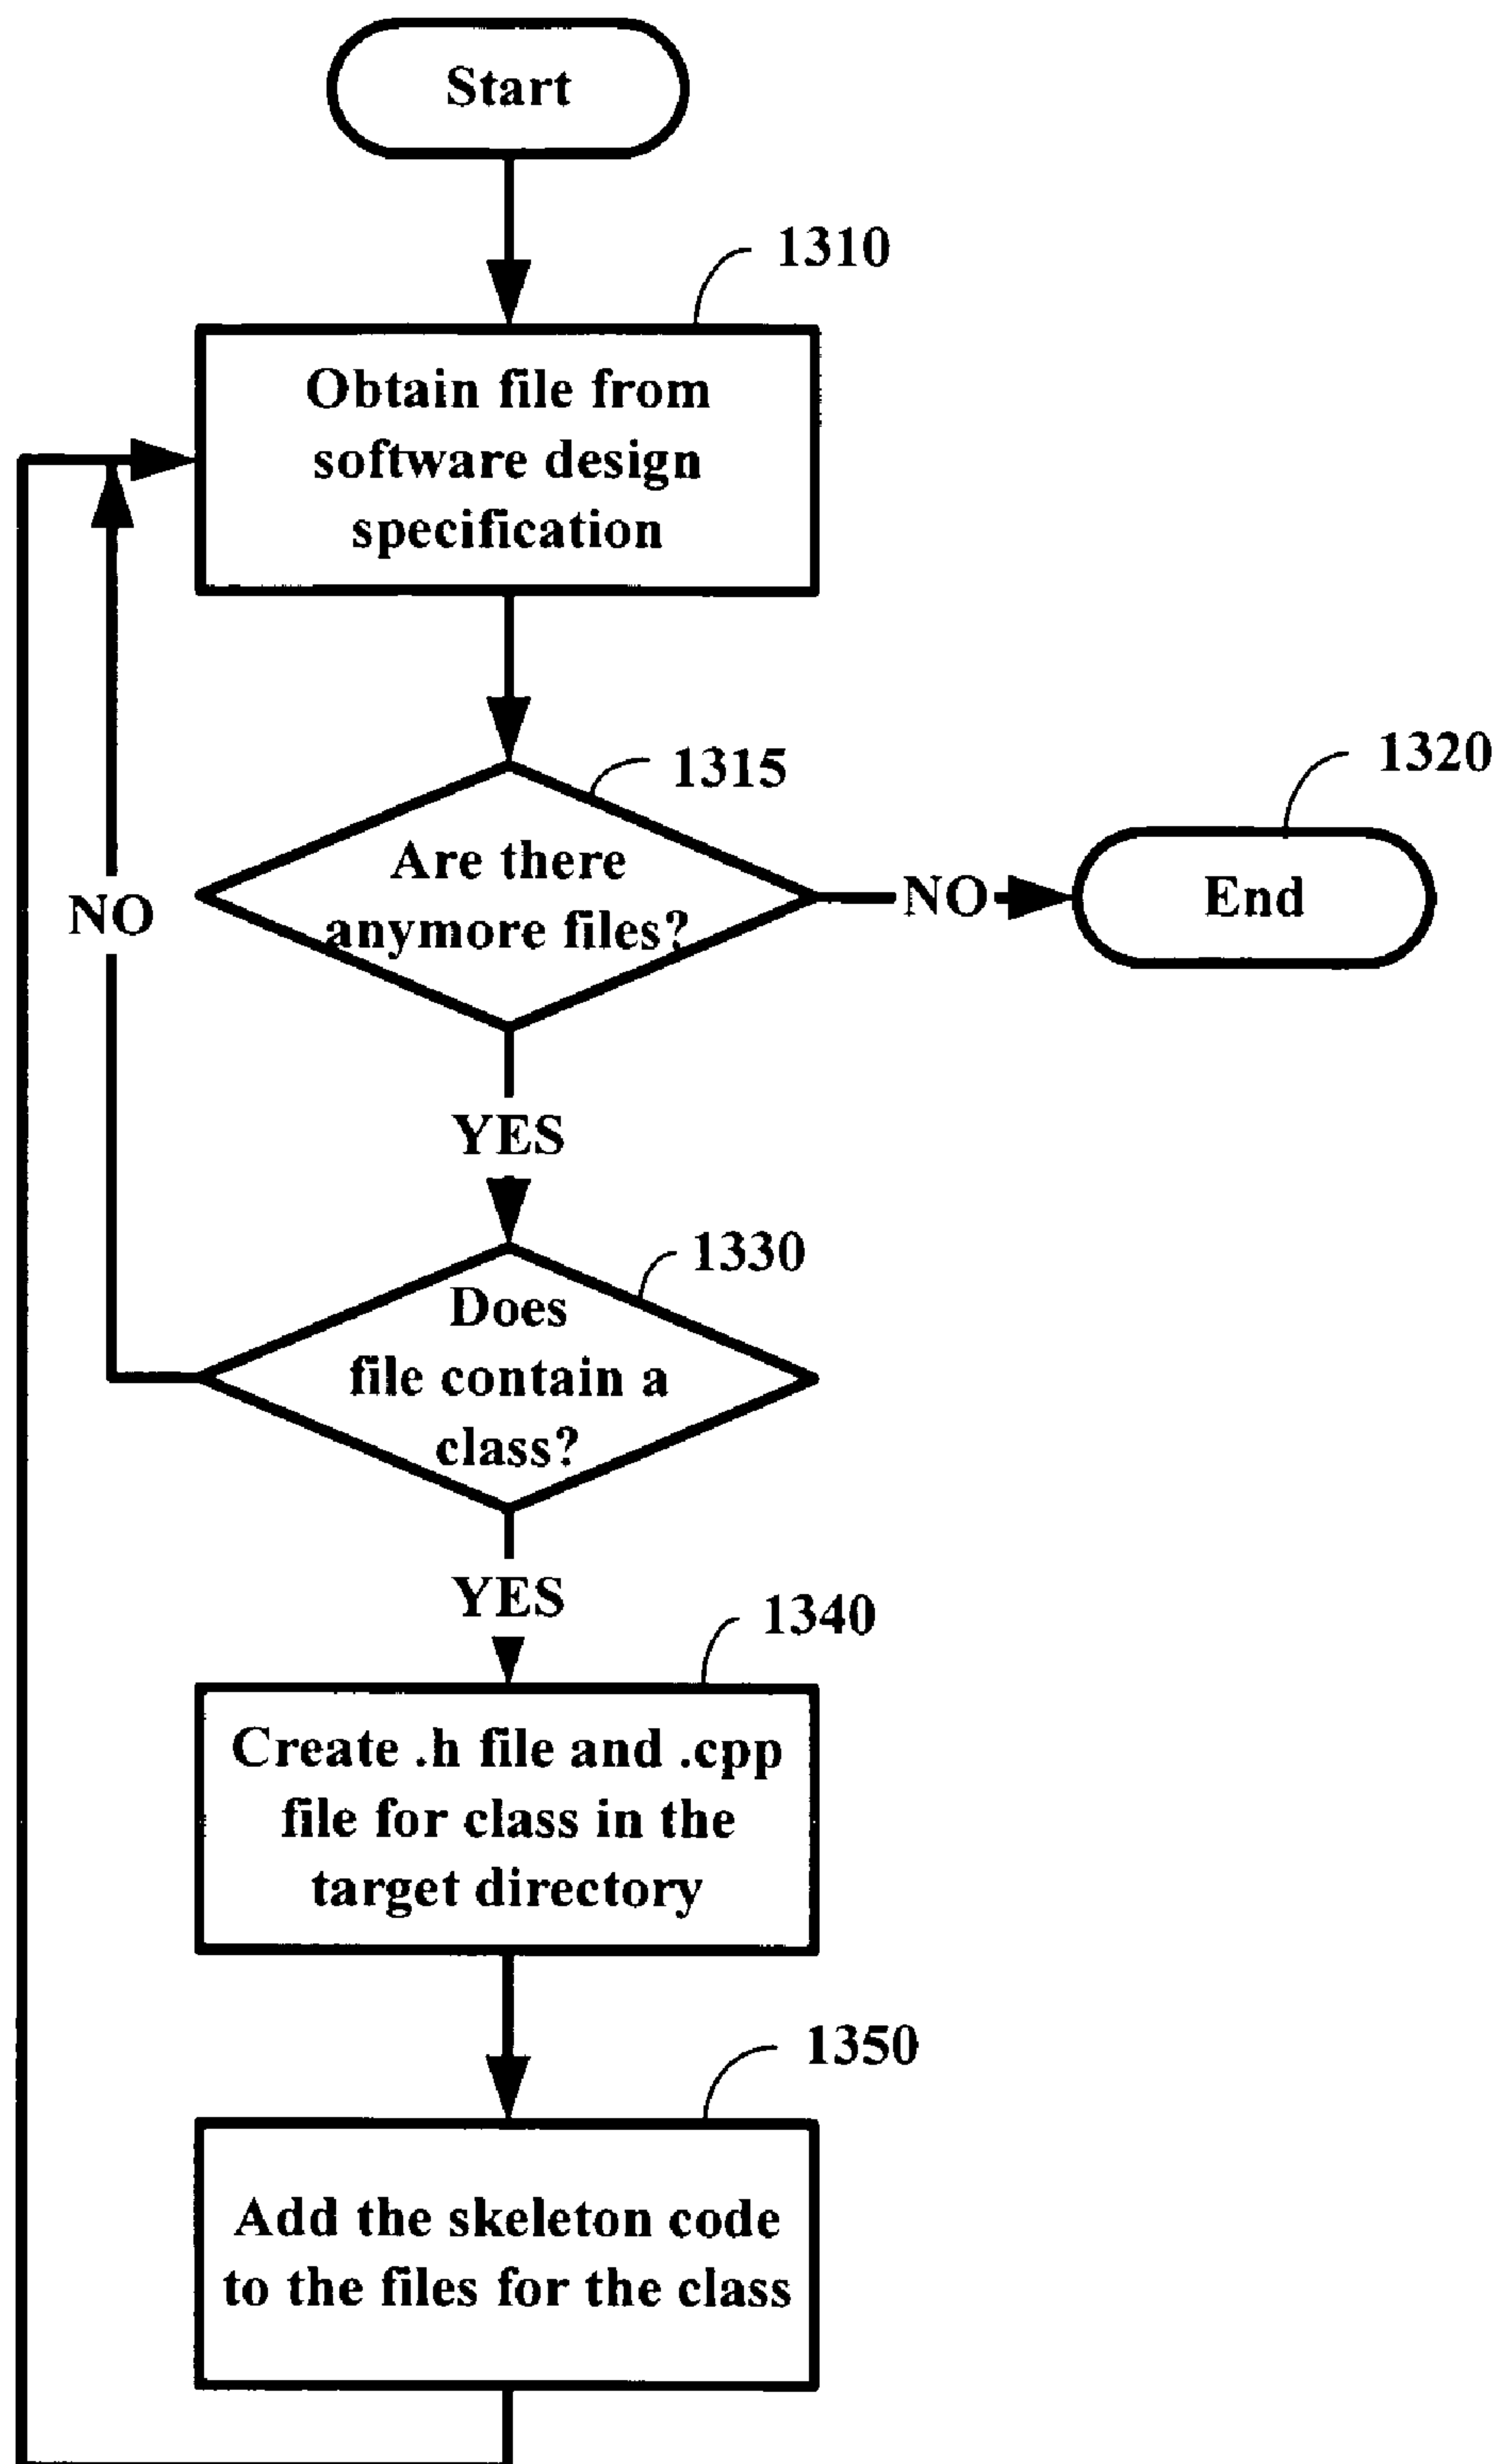 Start
1310
Obtain file from
software design
specification
1315
Are there
anymore files?
NO
1320
End
NO
YES
1330
Does
file contain a
class?
YES
1340
Create .h file and .cpp
file for class in the
target directory
1350
Add the skeleton code
to the files for the class